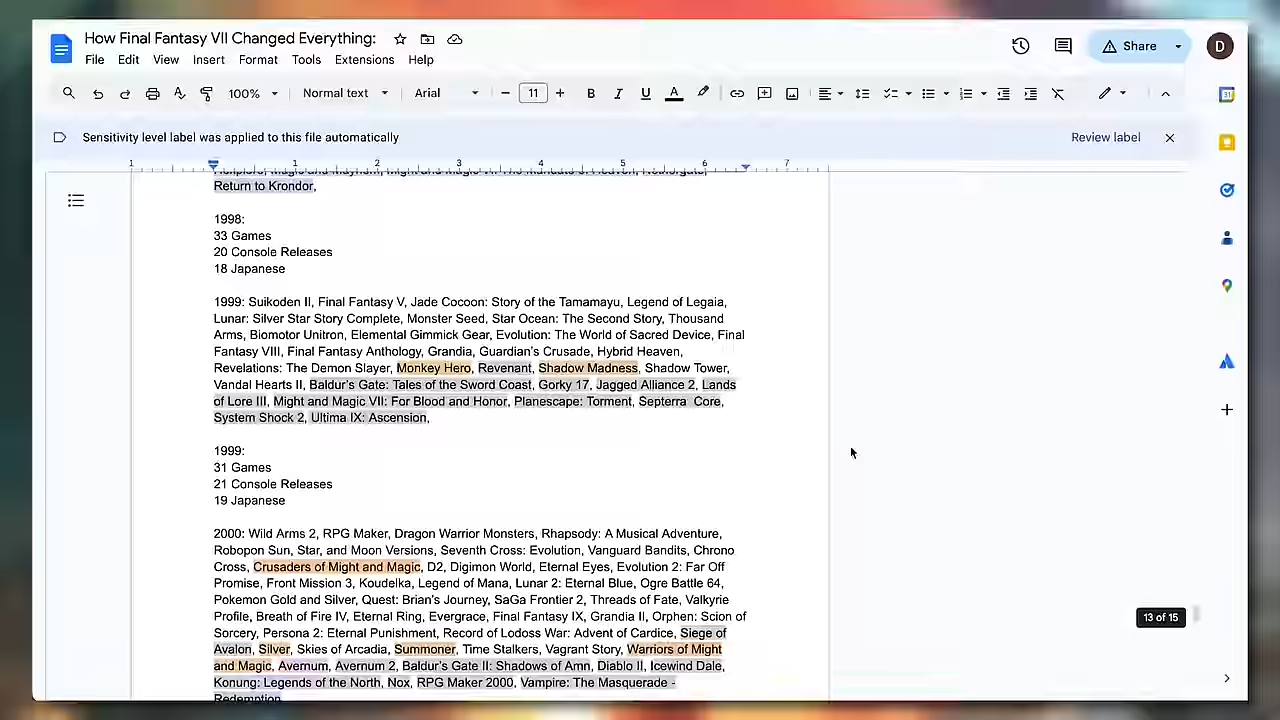 How Final Fantasy VII Changed Everything:
File Edit View Insert Format Tools Extensions Help
Share
D
100% Normal text Arial 11 B I U A
Sensitivity level label was applied to this file automatically
Review label
1 1 2 3 4 5 6 7
31
Return to Krondor,
1998:
33 Games
20 Console Releases
18 Japanese
1999: Suikoden II, Final Fantasy V, Jade Cocoon: Story of the Tamamayu, Legend of Legaia,
Lunar: Silver Star Story Complete, Monster Seed, Star Ocean: The Second Story, Thousand
Arms, Biomotor Unitron, Elemental Gimmick Gear, Evolution: The World of Sacred Device, Final
Fantasy VIII, Final Fantasy Anthology, Grandia, Guardian's Crusade, Hybrid Heaven,
Revelations: The Demon Slayer, Monkey Hero, Revenant, Shadow Madness, Shadow Tower,
Vandal Hearts II, Baldur's Gate: Tales of the Sword Coast, Gorky 17, Jagged Alliance 2, Lands
of Lore III, Might and Magic VII: For Blood and Honor, Planescape: Torment, Septerra Core,
System Shock 2, Ultima IX: Ascension,
1999:
31 Games
21 Console Releases
19 Japanese
2000: Wild Arms 2, RPG Maker, Dragon Warrior Monsters, Rhapsody: A Musical Adventure,
Robopon Sun, Star, and Moon Versions, Seventh Cross: Evolution, Vanguard Bandits, Chrono
Cross, Crusaders of Might and Magic, D2, Digimon World, Eternal Eyes, Evolution 2: Far Off
Promise, Front Mission 3, Koudelka, Legend of Mana, Lunar 2: Eternal Blue, Ogre Battle 64,
Pokemon Gold and Silver, Quest: Brian's Journey, SaGa Frontier 2, Threads of Fate, Valkyrie
Profile, Breath of Fire IV, Eternal Ring, Evergrace, Final Fantasy IX, Grandia II, Orphen: Scion of
Sorcery, Persona 2: Eternal Punishment, Record of Lodoss War: Advent of Cardice, Siege of
Avalon, Silver, Skies of Arcadia, Summoner, Time Stalkers, Vagrant Story, Warriors of Might
and Magic, Avernum, Avernum 2, Baldur's Gate II: Shadows of Amn, Diablo II, Icewind Dale,
Konung: Legends of the North, Nox, RPG Maker 2000, Vampire: The Masquerade -
Redemption
13 of 15